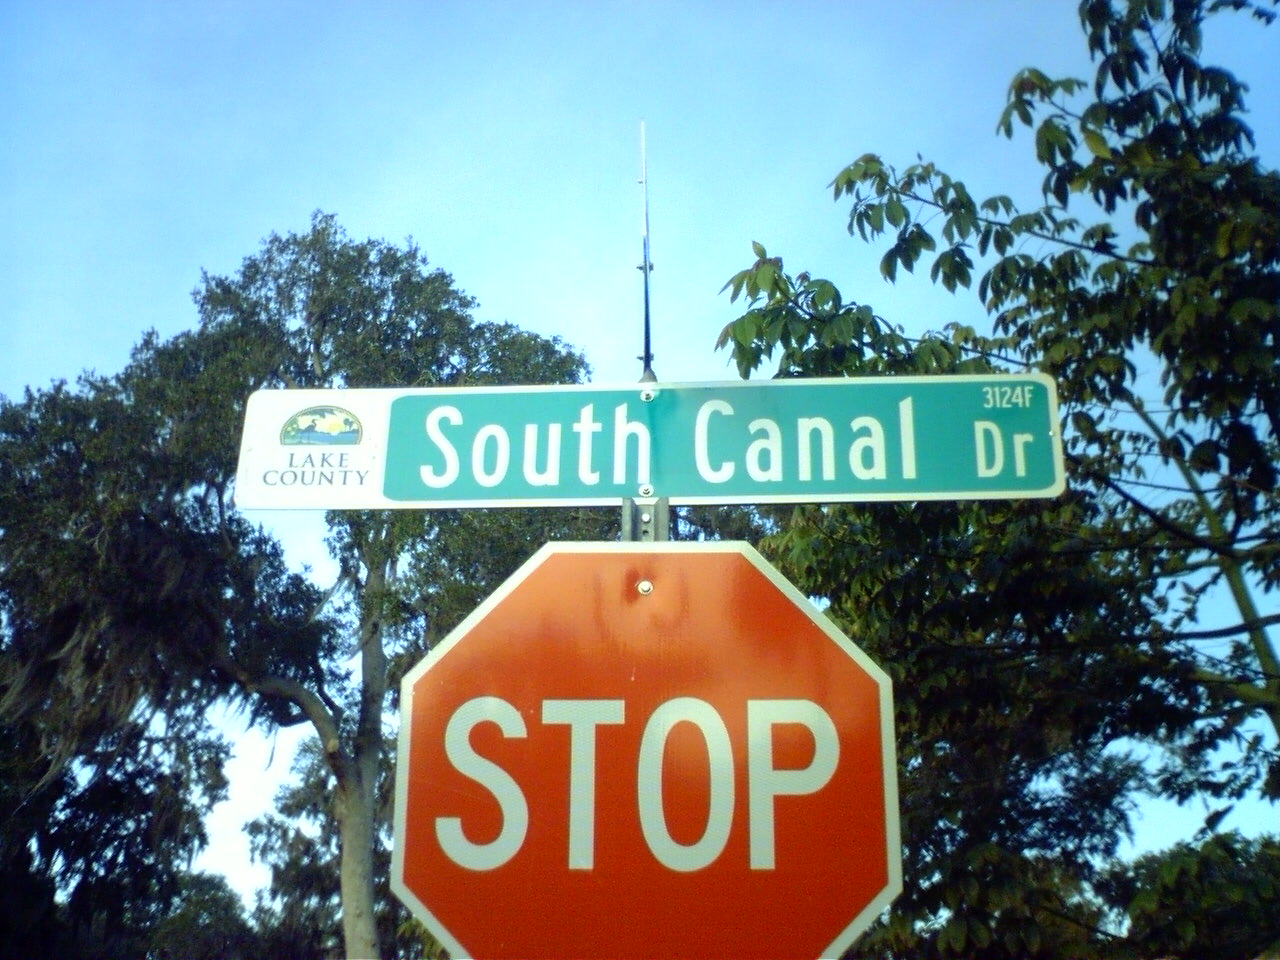 LAKE
COUNTY
South Canal Dr
3124F
STOP